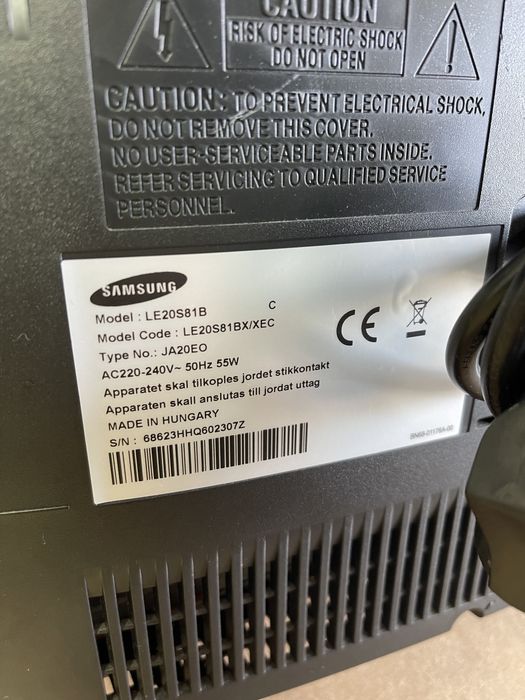 CAUTION
RISK OF ELECTRIC SHOCK
DO NOT OPEN
CAUTION: TO PREVENT ELECTRICAL SHOCK,
DO NOT REMOVE THIS COVER.
NO USER-SERVICEABLE PARTS INSIDE.
REFER SERVICING TO QUALIFIED SERVICE
PERSONNEL.
SAMSUNG
Model : LE20S81B C
Model Code : LE20S81BX/XEC
Type No.: JA20EO
AC220-240V~ 50Hz 55W
Apparatet skal tilkoples jordet stikkontakt
Apparaten skall anslutas till jordat uttag
MADE IN HUNGARY
S/N : 68623HHQ602307Z
CE
BN68-01176A-00